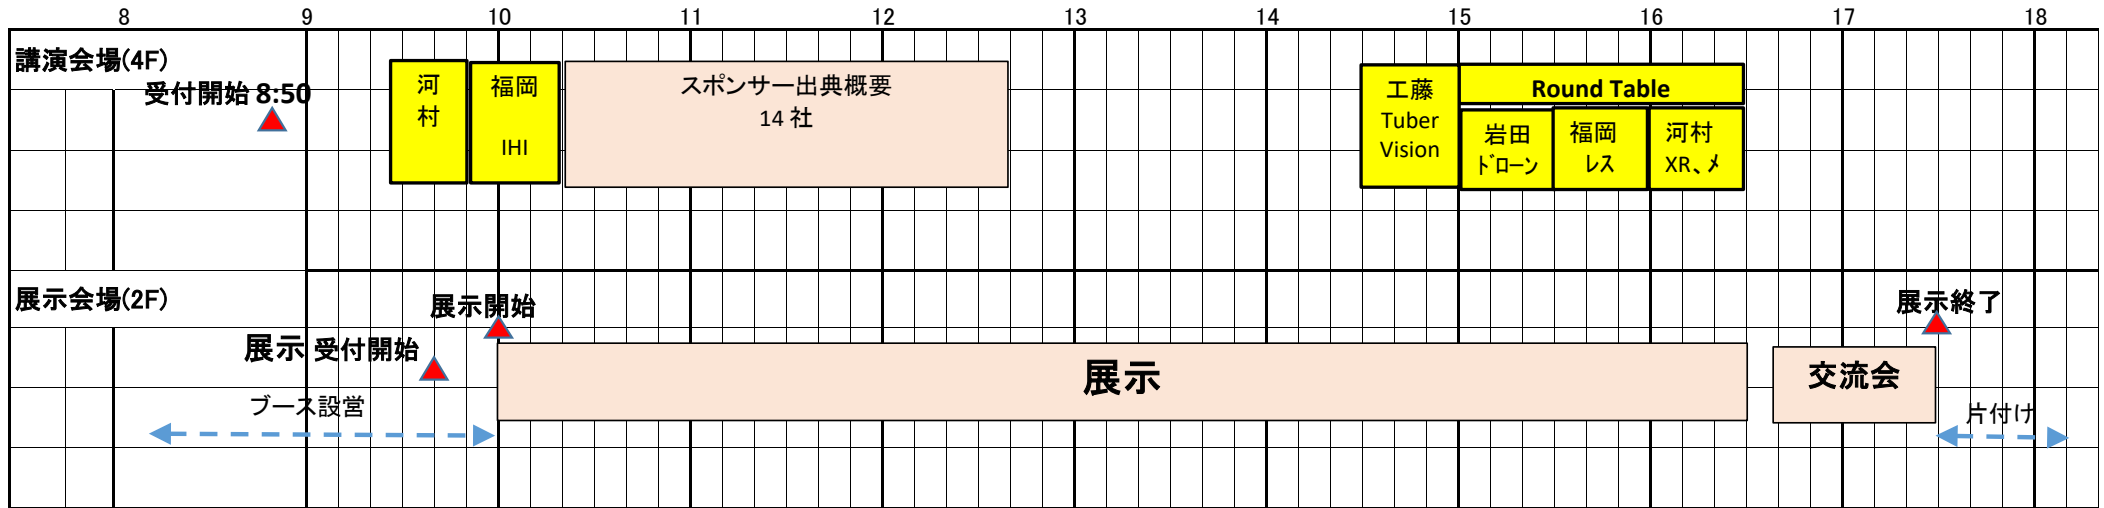 8 9 10 11 12 13 14 15 16 17 18
講演会場(4F)
受付開始 8:50
河
村
福岡
IHI
スポンサー出典概要
14 社
工藤
Tuber
Vision
Round Table
岩田
ﾄﾞﾛｰﾝ
福岡
ﾚｽ
河村
XR、ﾒ
展示会場(2F)
展示開始
展示終了
展示 受付開始
展示
交流会
ブース設営
片付け